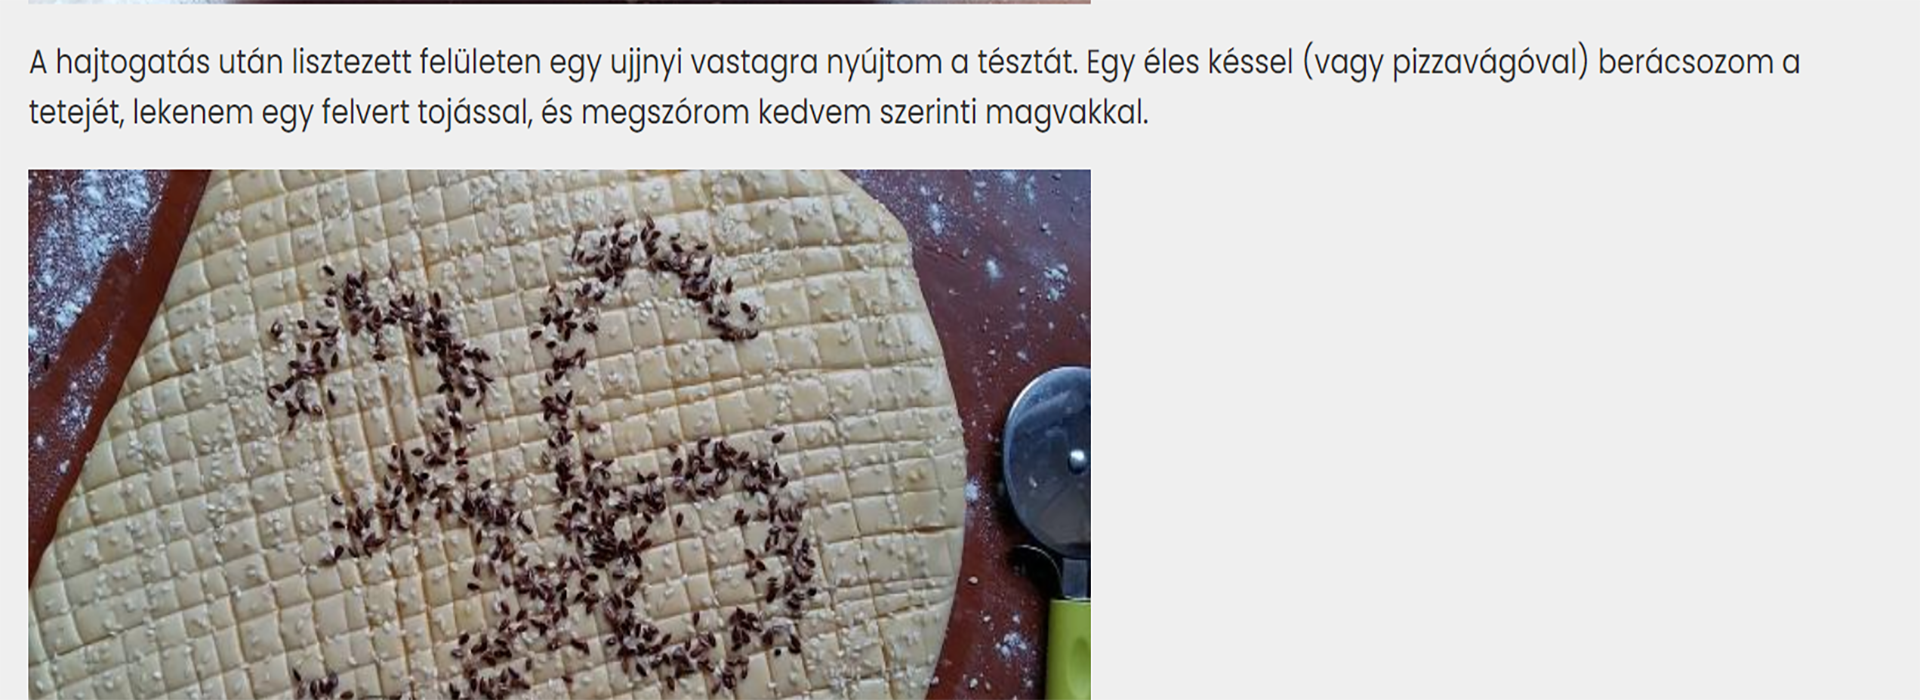 A hajtogatás után lisztezett felületen egy ujjnyi vastagra nyújtom a tésztát. Egy éles késsel (vagy pizzavágóval) berácsozom a
tetejét, lekenem egy felvert tojással, és megszórom kedvem szerinti magvakkal.
36